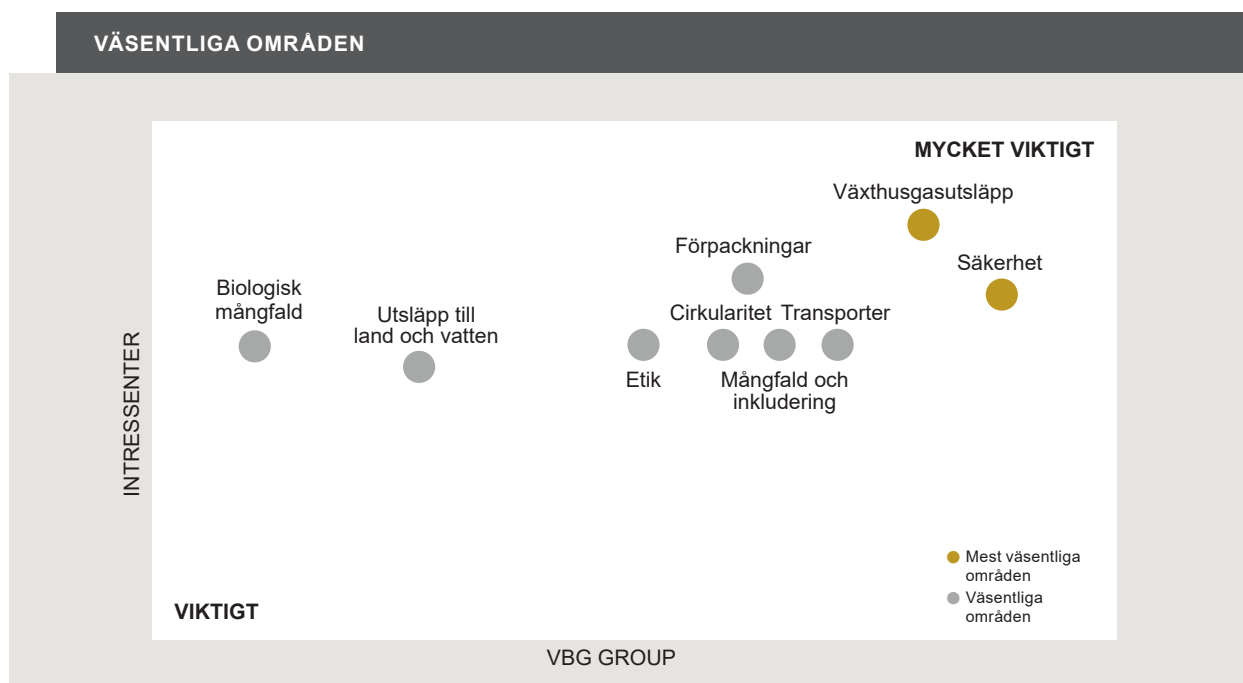 VÄSENTLIGA OMRÅDEN
MYCKET VIKTIGT
Växthusgasutsläpp
Förpackningar
Säkerhet
Biologisk
mångfald
Utsläpp till
land och vatten
Cirkularitet
Transporter
Etik
Mångfald och
inkludering
INTRESSENTER
Mest väsentliga
områden
Väsentliga
områden
VIKTIGT
VBG GROUP